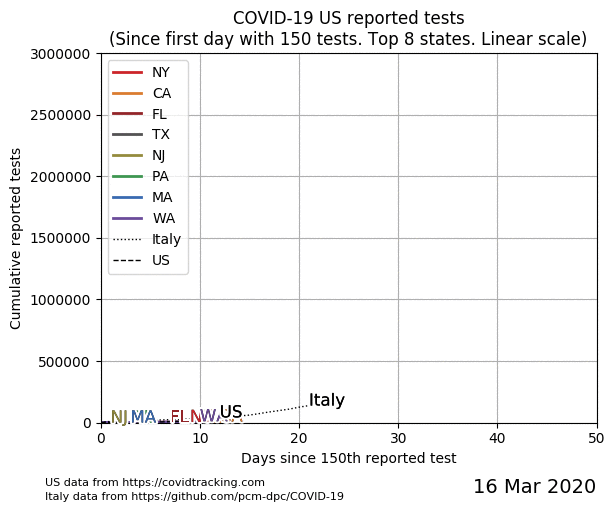 COVID-19 US reported tests
(Since first day with 150 tests. Top 8 states. Linear scale)
3000000
2500000
2000000
1500000
1000000
500000
0
Cumulative reported tests
NY
CA
FL
TX
NJ
PA
MA
WA
Italy
US
NJ MA FL US Italy
0 10 20 30 40 50
Days since 150th reported test
US data from https://covidtracking.com
Italy data from https://github.com/pcm-dpc/COVID-19
16 Mar 2020